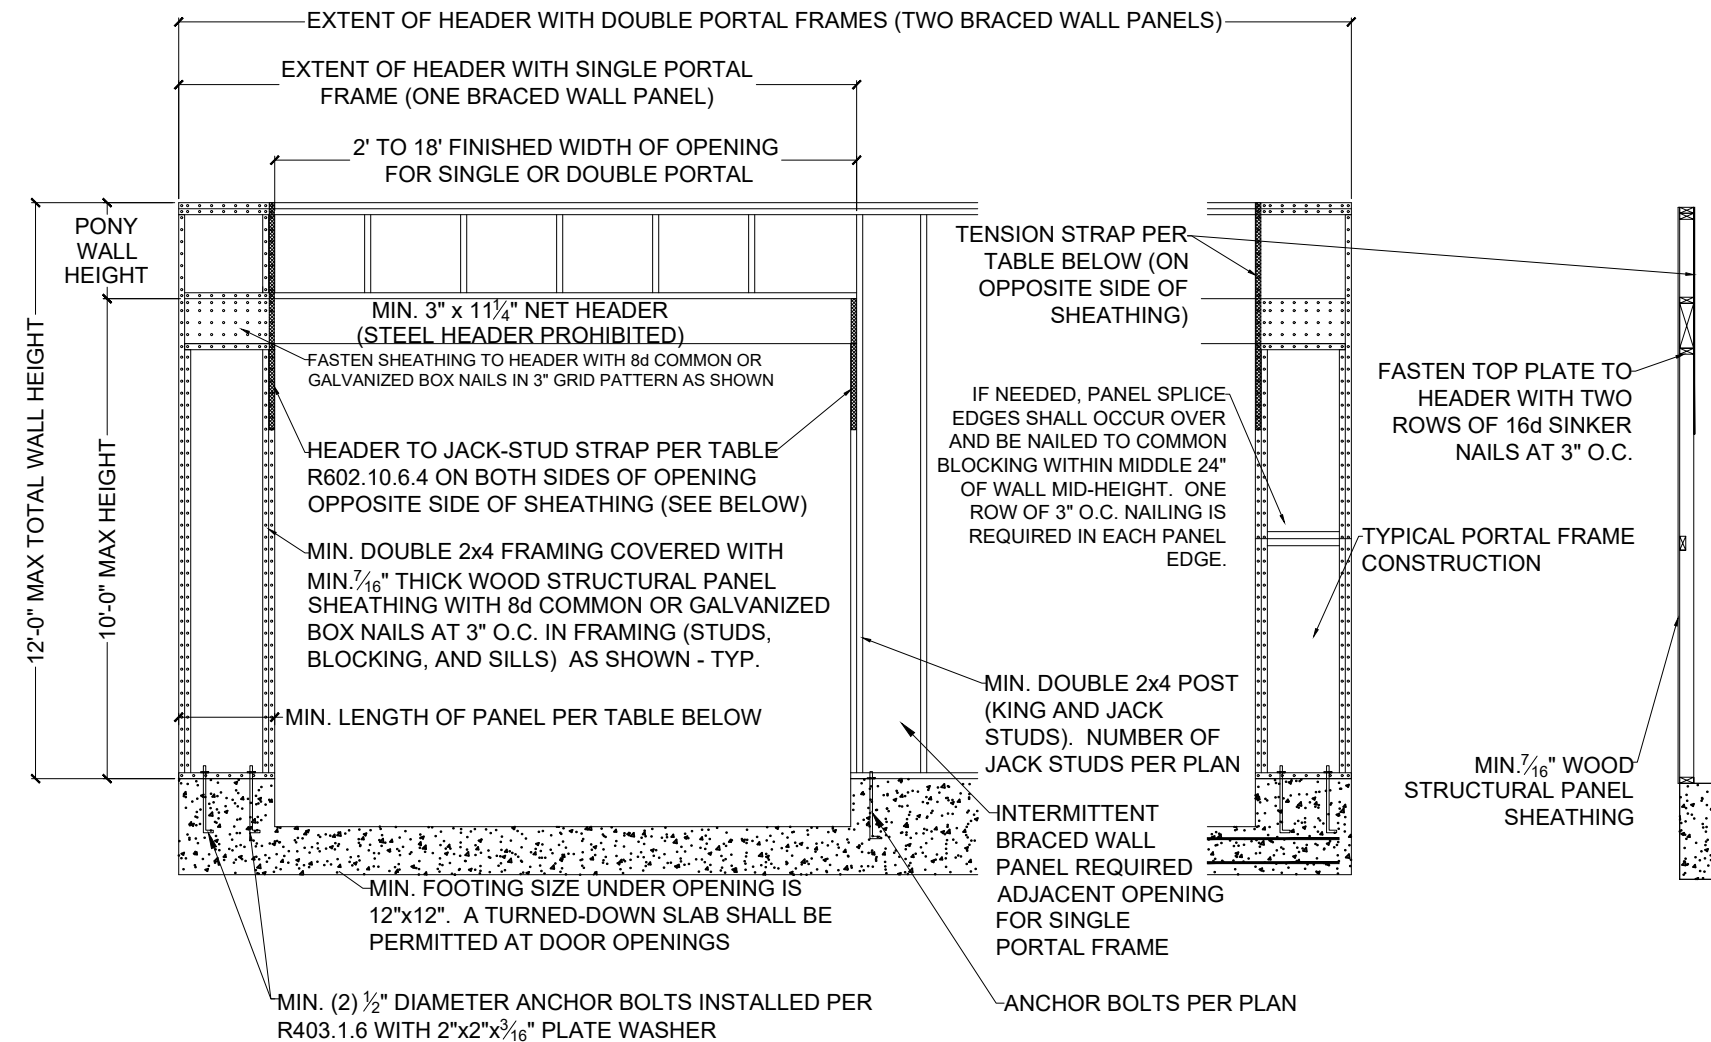 EXTENT OF HEADER WITH DOUBLE PORTAL FRAMES (TWO BRACED WALL PANELS)
EXTENT OF HEADER WITH SINGLE PORTAL
FRAME (ONE BRACED WALL PANEL)
2' TO 18' FINISHED WIDTH OF OPENING
FOR SINGLE OR DOUBLE PORTAL
12'-0" MAX TOTAL WALL HEIGHT
PONY
WALL
HEIGHT
10'-0" MAX HEIGHT
MIN. 3" x 11¼" NET HEADER
(STEEL HEADER PROHIBITED)
FASTEN SHEATHING TO HEADER WITH 8d COMMON OR
GALVANIZED BOX NAILS IN 3" GRID PATTERN AS SHOWN
HEADER TO JACK-STUD STRAP PER TABLE
R602.10.6.4 ON BOTH SIDES OF OPENING
OPPOSITE SIDE OF SHEATHING (SEE BELOW)
MIN. DOUBLE 2x4 FRAMING COVERED WITH
MIN.7⁄16" THICK WOOD STRUCTURAL PANEL
SHEATHING WITH 8d COMMON OR GALVANIZED
BOX NAILS AT 3" O.C. IN FRAMING (STUDS,
BLOCKING, AND SILLS) AS SHOWN - TYP.
MIN. LENGTH OF PANEL PER TABLE BELOW
MIN. FOOTING SIZE UNDER OPENING IS
12"x12". A TURNED-DOWN SLAB SHALL BE
PERMITTED AT DOOR OPENINGS
MIN. (2) ½" DIAMETER ANCHOR BOLTS INSTALLED PER
R403.1.6 WITH 2"x2"x3⁄16" PLATE WASHER
TENSION STRAP PER
TABLE BELOW (ON
OPPOSITE SIDE OF
SHEATHING)
IF NEEDED, PANEL SPLICE
EDGES SHALL OCCUR OVER
AND BE NAILED TO COMMON
BLOCKING WITHIN MIDDLE 24"
OF WALL MID-HEIGHT. ONE
ROW OF 3" O.C. NAILING IS
REQUIRED IN EACH PANEL
EDGE.
MIN. DOUBLE 2x4 POST
(KING AND JACK
STUDS). NUMBER OF
JACK STUDS PER PLAN
INTERMITTENT
BRACED WALL
PANEL REQUIRED
ADJACENT OPENING
FOR SINGLE
PORTAL FRAME
ANCHOR BOLTS PER PLAN
FASTEN TOP PLATE TO
HEADER WITH TWO
ROWS OF 16d SINKER
NAILS AT 3" O.C.
TYPICAL PORTAL FRAME
CONSTRUCTION
MIN.7⁄16" WOOD
STRUCTURAL PANEL
SHEATHING